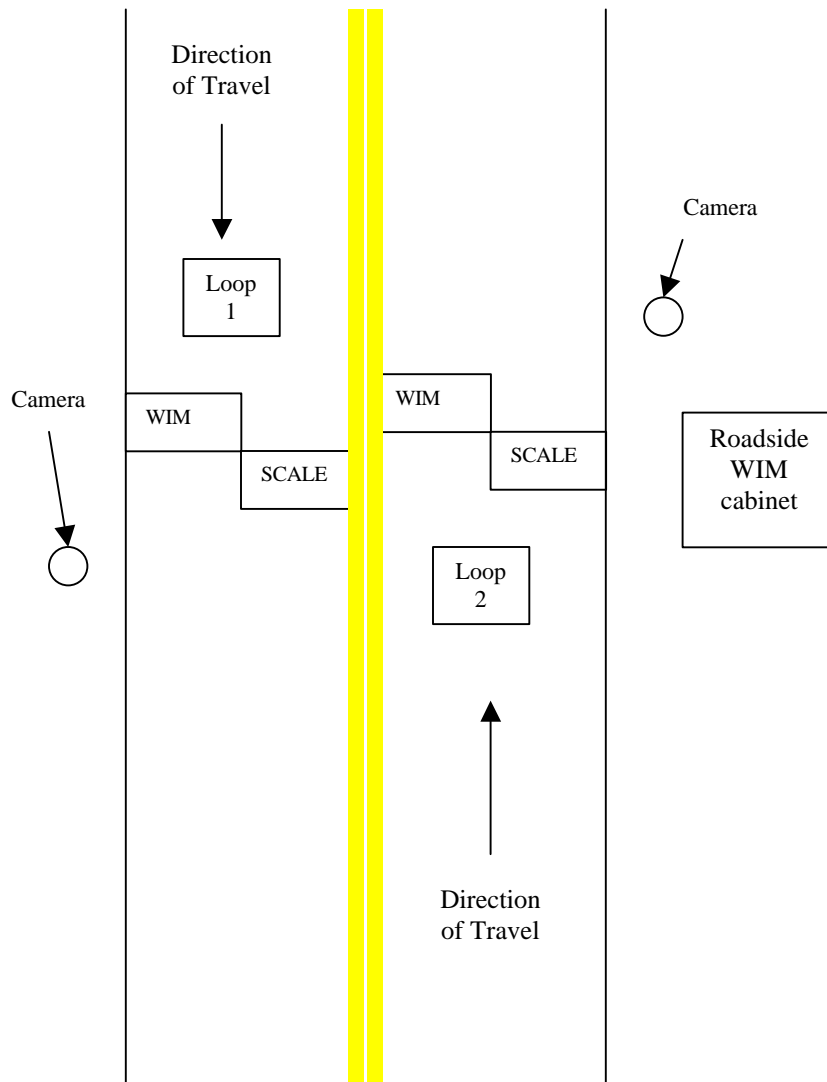 Direction
of Travel
Camera
Loop
1
Camera
WIM
WIM
SCALE
SCALE
Roadside
WIM
cabinet
Loop
2
Direction
of Travel